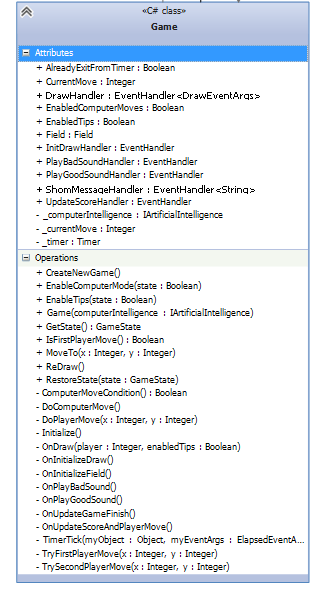 «C# class»
Game
Attributes
+ AlreadyExitFromTimer : Boolean
+ CurrentMove : Integer
+ DrawHandler : EventHandler<DrawEventArgs>
+ EnabledComputerMoves : Boolean
+ EnabledTips : Boolean
+ Field : Field
+ InitDrawHandler : EventHandler
+ PlayBadSoundHandler : EventHandler
+ PlayGoodSoundHandler : EventHandler
+ ShomMessageHandler : EventHandler<String>
+ UpdateScoreHandler : EventHandler
- _computerIntelligence : IArtificialIntelligence
- _currentMove : Integer
- _timer : Timer
Operations
+ CreateNewGame()
+ EnableComputerMode(state : Boolean)
+ EnableTips(state : Boolean)
+ Game(computerIntelligence : IArtificialIntelligence)
+ GetState() : GameState
+ IsFirstPlayerMove() : Boolean
+ MoveTo(x : Integer, y : Integer)
+ ReDraw()
+ RestoreState(state : GameState)
- ComputerMoveCondition() : Boolean
- DoComputerMove()
- DoPlayerMove(x : Integer, y : Integer)
- Initialize()
- OnDraw(player : Integer, enabledTips : Boolean)
- OnInitializeDraw()
- OnInitializeField()
- OnPlayBadSound()
- OnPlayGoodSound()
- OnUpdateGameFinish()
- OnUpdateScoreAndPlayerMove()
- TimerTick(myObject : Object, myEventArgs : ElapsedEventA...
- TryFirstPlayerMove(x : Integer, y : Integer)
- TrySecondPlayerMove(x : Integer, y : Integer)